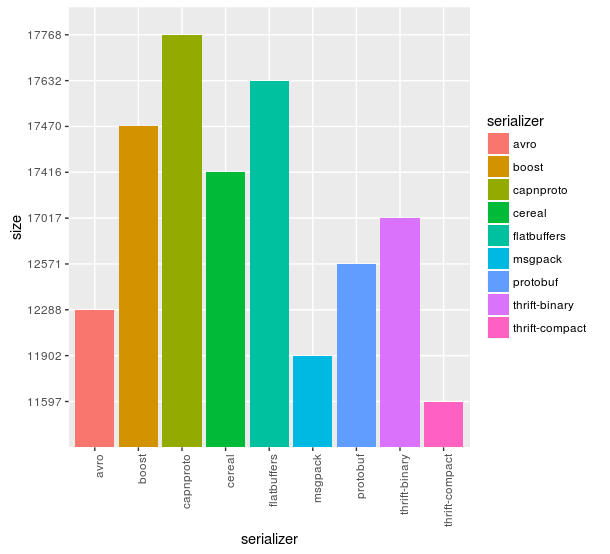 size
17768
17632
17470
17416
17017
12571
12288
11902
11597
avro
boost
capnproto
cereal
flatbuffers
msgpack
protobuf
thrift-binary
thrift-compact
serializer
serializer
avro
boost
capnproto
cereal
flatbuffers
msgpack
protobuf
thrift-binary
thrift-compact